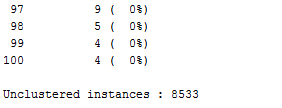 97 9 ( 0%)
98 5 ( 0%)
99 4 ( 0%)
100 4 ( 0%)
Unclustered instances : 8533